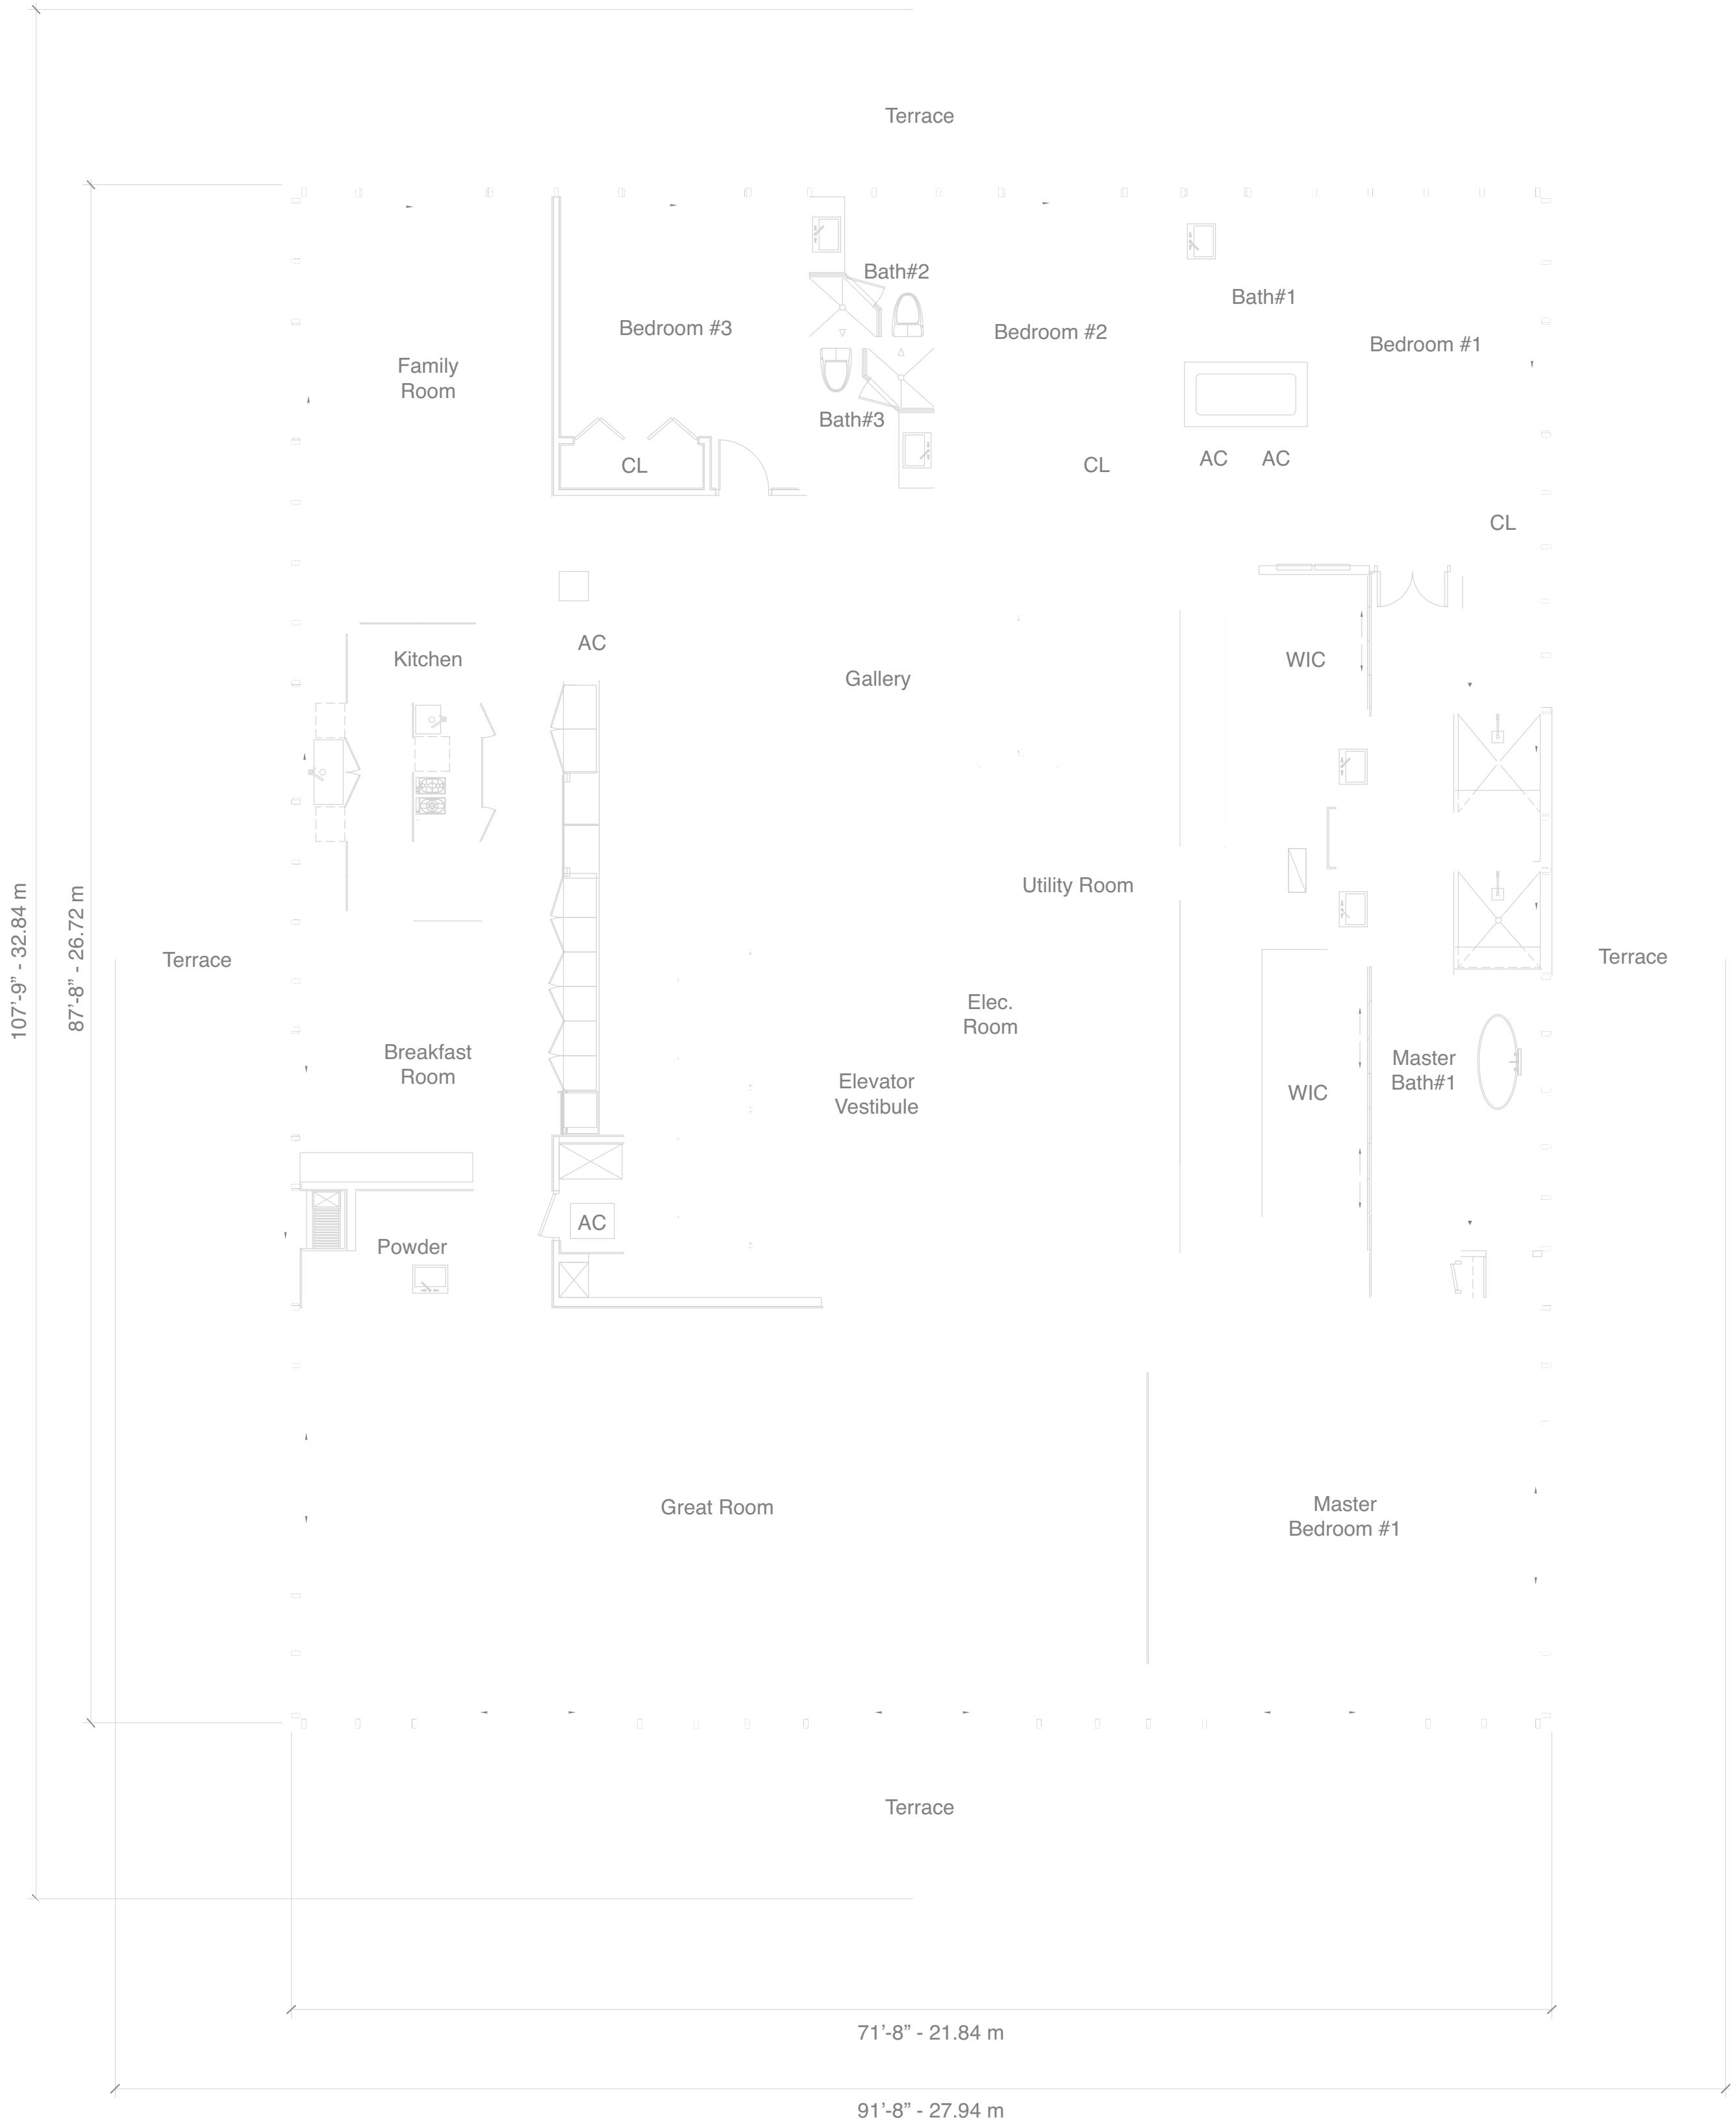 Terrace
Bath#2
Bath#1
Bedroom #3
Bedroom #2
Bedroom #1
Family
Room
Bath#3
CL
CL
AC
AC
CL
AC
Kitchen
WIC
Gallery
Utility Room
107’-9” - 32.84 m
87’-8” - 26.72 m
Terrace
Terrace
Elec.
Room
Breakfast
Room
Master
Bath#1
Elevator
Vestibule
WIC
AC
Powder
Great Room
Master
Bedroom #1
Terrace
71’-8” - 21.84 m
91’-8” - 27.94 m